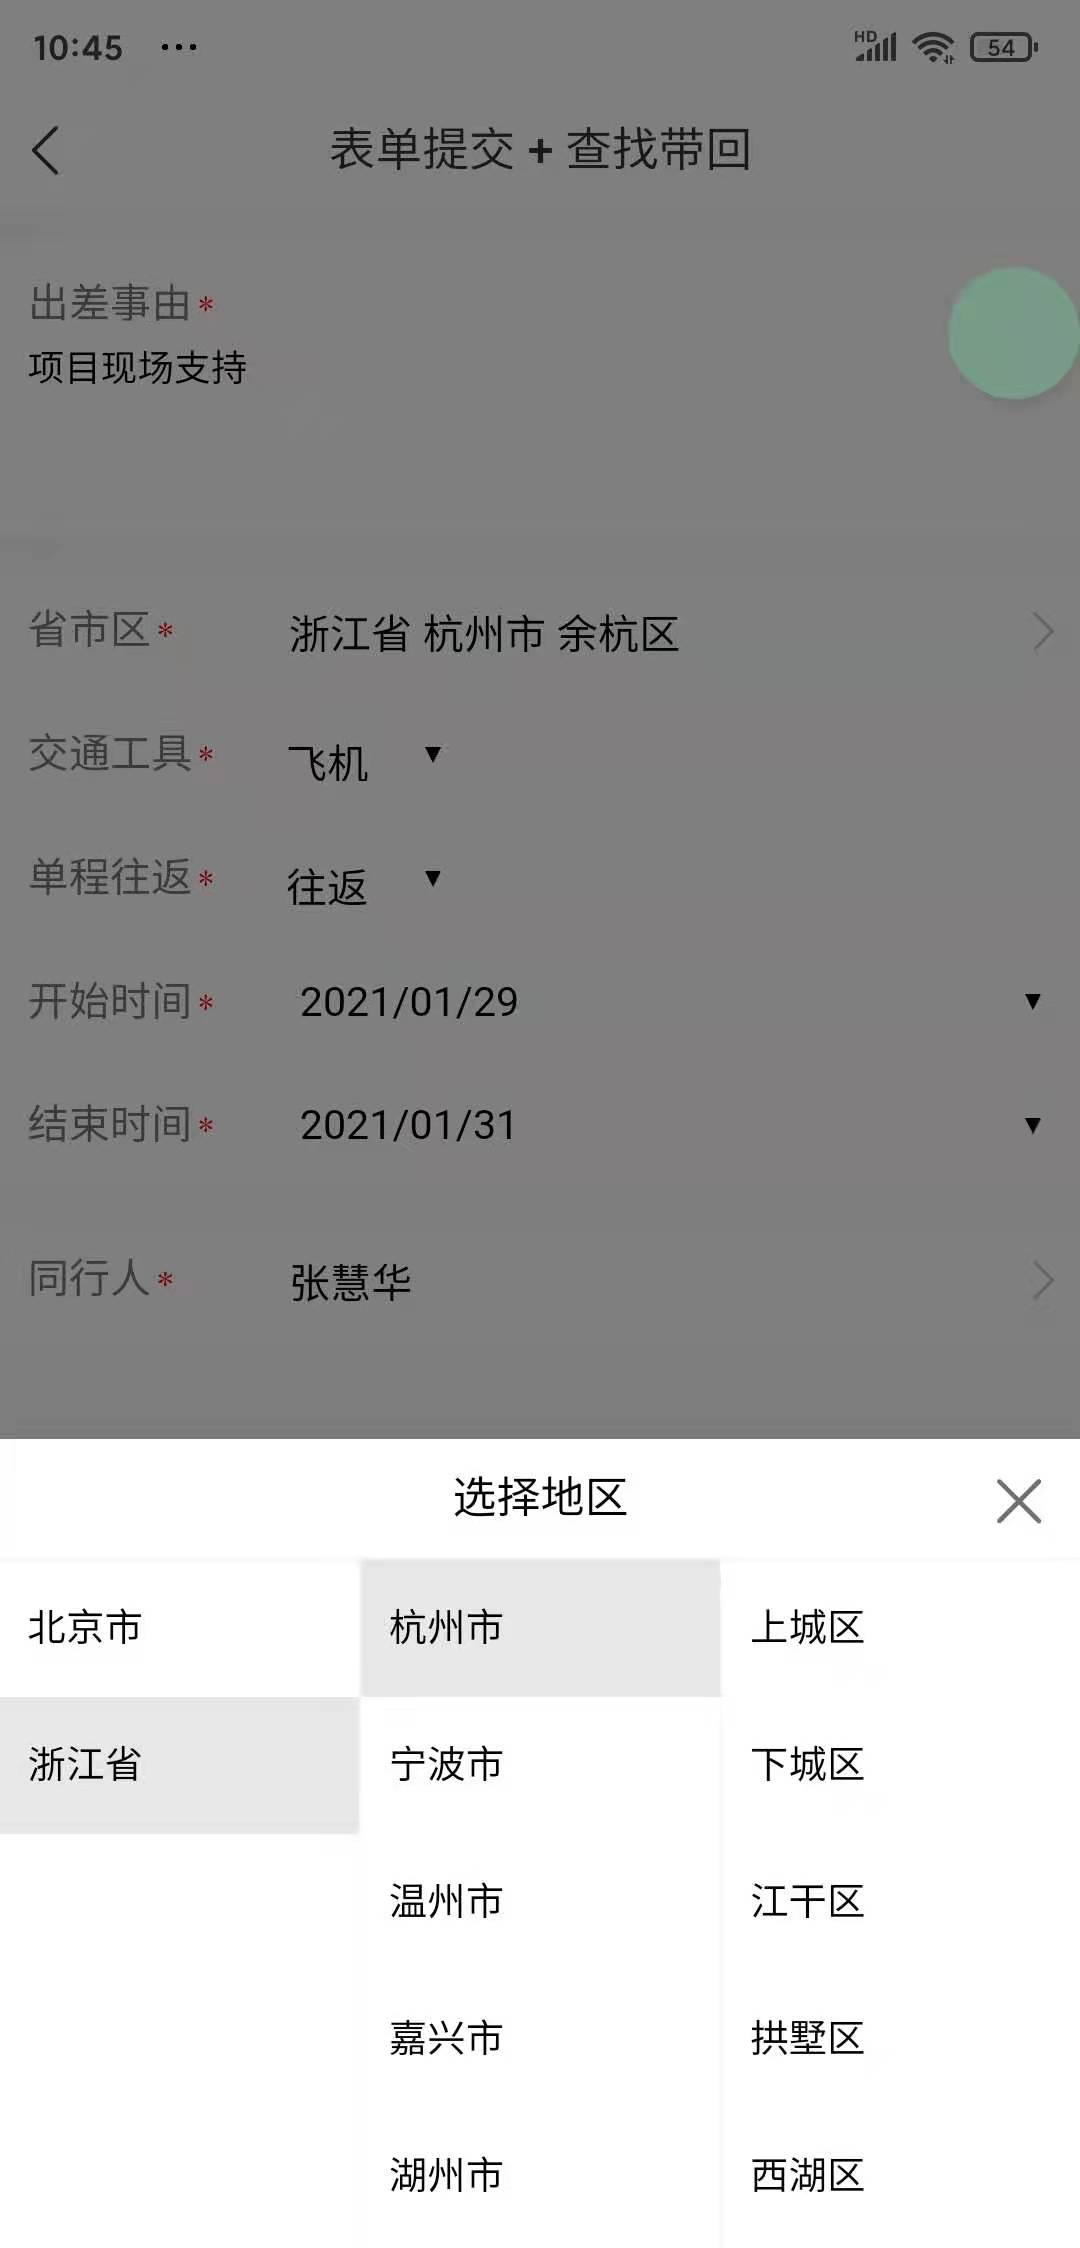 10:45 ... HD 54
表单提交 + 查找带回
出差事由*
项目现场支持
省市区* 浙江省 杭州市 余杭区
交通工具* 飞机 ▼
单程往返* 往返 ▼
开始时间* 2021/01/29 ▼
结束时间* 2021/01/31 ▼
同行人* 张慧华
选择地区
北京市 杭州市 上城区
浙江省 宁波市 下城区
温州市 江干区
嘉兴市 拱墅区
湖州市 西湖区